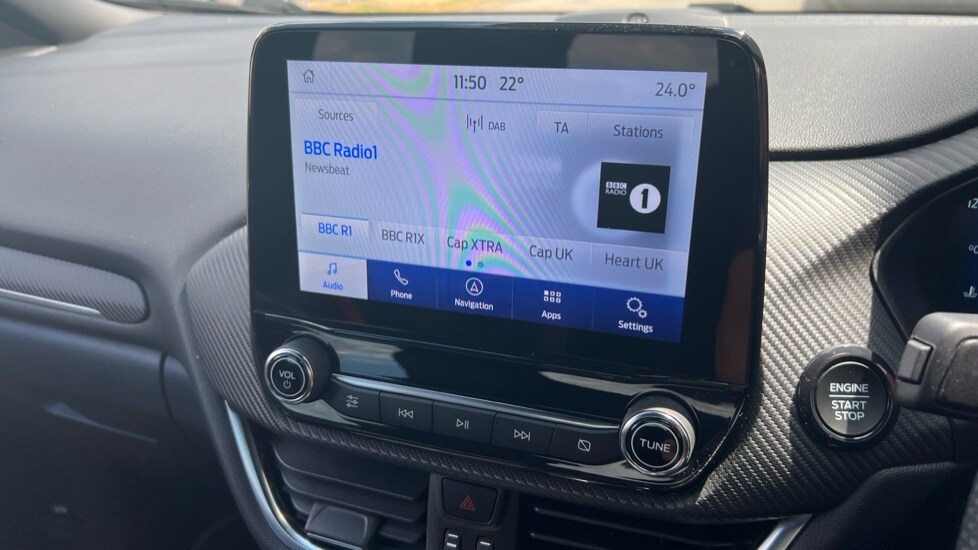 11:50 22° 24.0°
Sources DAB TA Stations
BBC Radio1
Newsbeat
BBC
RADIO 1
BBC R1 BBC R1X Cap XTRA Cap UK Heart UK
Audio Phone Navigation Apps Settings
VOL
TUNE
ENGINE
START
STOP